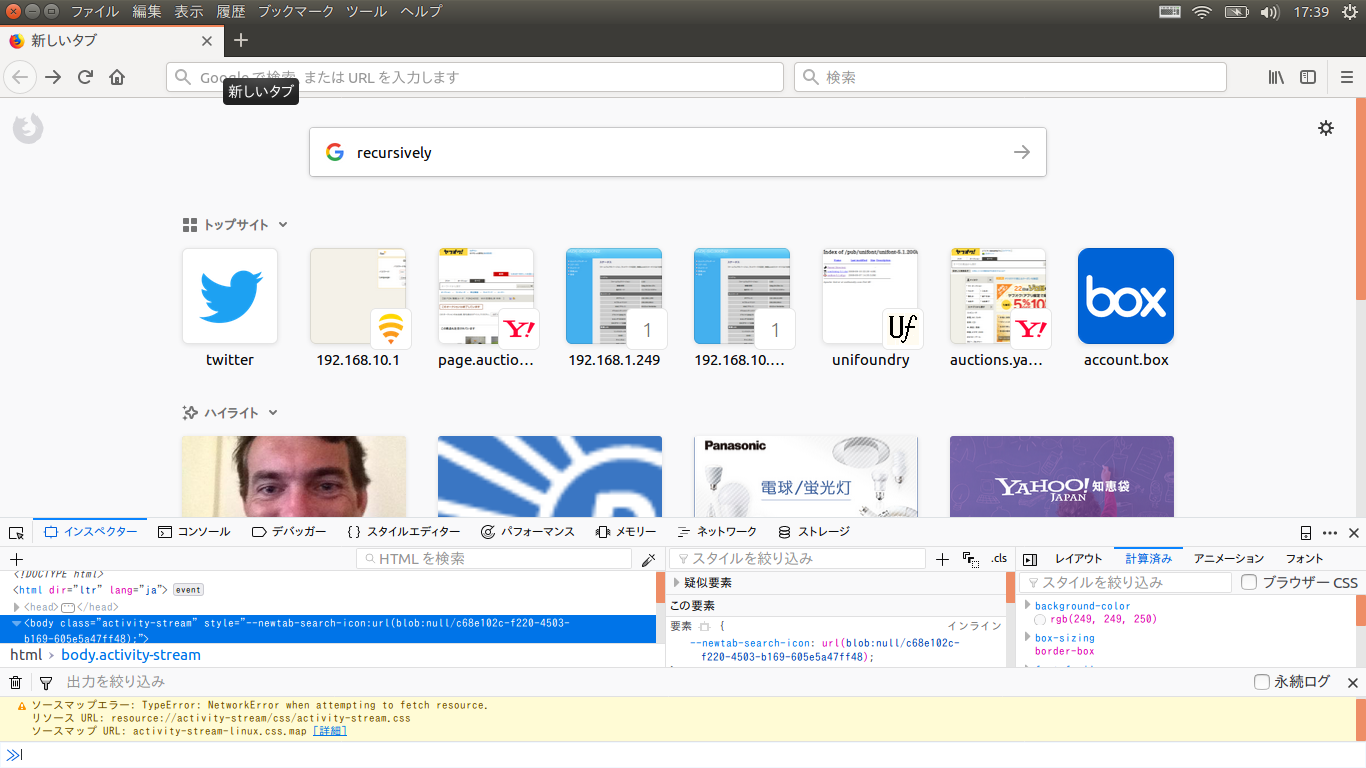 ファイル 編集 表示 履歴 ブックマーク ツール ヘルプ 17:39
新しいタブ
Google で検索、または URL を入力します 検索
新しいタブ
recursively
トップサイト
twitter 192.168.10.1 page.auctio... 192.168.1.249 192.168.10.... unifoundry auctions.ya... account.box
1 1 Uf Y! Y! box
ハイライト
Panasonic
電球/蛍光灯
YAHOO! 知恵袋
JAPAN
インスペクター コンソール デバッガー {} スタイルエディター パフォーマンス メモリー ネットワーク ストレージ
HTML を検索 スタイルを絞り込み .cls レイアウト 計算済み アニメーション フォント
<!DOCTYPE html>
<html dir="ltr" lang="ja"> event
<head></head>
<body class="activity-stream" style="--newtab-search-icon:url(blob:null/c68e102c-f220-4503-
b169-605e5a47ff48);">
html › body.activity-stream
疑似要素
この要素
要素 { インライン
--newtab-search-icon: url(blob:null/c68e102c-
f220-4503-b169-605e5a47ff48);
スタイルを絞り込み ブラウザー CSS
background-color
rgb(249, 249, 250)
box-sizing
border-box
出力を絞り込み 永続ログ
ソースマップエラー: TypeError: NetworkError when attempting to fetch resource.
リソース URL: resource://activity-stream/css/activity-stream.css
ソースマップ URL: activity-stream-linux.css.map [詳細]